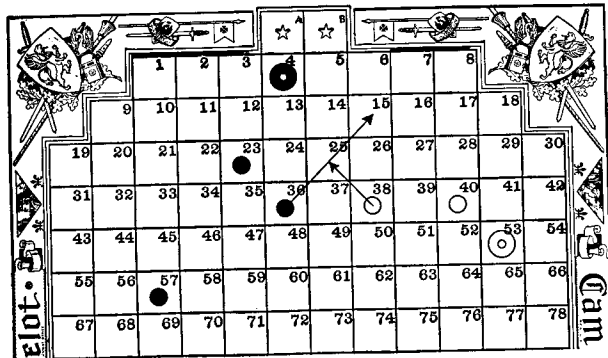 A B
1 2 3 4 5 6 7 8
9 10 11 12 13 14 15 16 17 18
19 20 21 22 23 24 25 26 27 28 29 30
31 32 33 34 35 36 37 38 39 40 41 42
43 44 45 46 47 48 49 50 51 52 53 54
55 56 57 58 59 60 61 62 63 64 65 66
67 68 69 70 71 72 73 74 75 76 77 78
elot
Cam